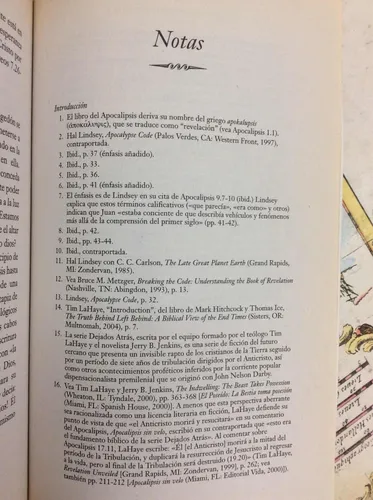 Notas
Introducción
1. El libro del Apocalipsis deriva su nombre del griego apokalupsis
(ἀποκάλυψις), que se traduce como “revelación” (vea Apocalipsis 1.1).
2. Hal Lindsey, Apocalypse Code (Palos Verdes, CA: Western Front, 1997),
contraportada.
3. Ibid., p. 37 (énfasis añadido).
4. Ibid., p. 33.
5. Ibid., p. 36.
6. Ibid., p. 41 (énfasis añadido).
7. El énfasis es de Lindsey en su cita de Apocalipsis 9.7-10 (ibid.) Lindsey
explica que estos términos calificativos («que parecía», «era como» y otros)
indican que Juan «estaba conciente de que describía vehículos y fenómenos
más allá de la comprensión del primer siglo» (pp. 41-42).
8. Ibid., p. 42.
9. Ibid., pp. 43-44.
10. Ibid., contraportada.
11. Hal Lindsey con C. C. Carlson, The Late Great Planet Earth (Grand Rapids,
MI: Zondervan, 1985).
12. Vea Bruce M. Metzger, Breaking the Code: Understanding the Book of Revelation
(Nashville, TN: Abingdon, 1993), p. 13.
13. Lindsey, Apocalypse Code, p. 32.
14. Tim LaHaye, “Introduction”, del libro de Mark Hitchcock y Thomas Ice,
The Truth Behind Left Behind: A Biblical View of the End Times (Sisters, OR:
Multnomah, 2004), p. 7.
15. La serie Dejados Atrás, escrita por el equipo formado por el teólogo Tim
LaHaye y el novelista Jerry B. Jenkins, es una serie de ficción del futuro
cercano que presenta un invisible rapto de los cristianos de la Tierra seguido
por un período de siete años de tribulación dirigidos por el Anticristo, así
como otros acontecimientos proféticos inferidos por la corriente popular
dispensacionalista premilenial que se originó con John Nelson Darby.
16. Vea Tim LaHaye y Jerry B. Jenkins, The Indwelling: The Beast Takes Possession
(Wheaton, IL: Tyndale, 2000), pp. 363-368 [El Poseído: La Bestia toma posesión
(Miami, FL: Spanish House, 2000)]. A menos que esta perspectiva aberrante
sea racionalizada como una licencia literaria en ficción, LaHaye defiende su
punto de vista de que «el Anticristo morirá y resucitará» en su comentario
del Apocalipsis, Apocalipsis sin velo, escribió en contraportada que «era el
fundamento bíblico de la serie Dejados Atrás». Al comentar sobre
Apocalipsis 17.11, LaHaye escribe: «Él [el Anticristo] morirá a la mitad del
período de la Tribulación, y duplicará la resurrección de Jesucristo al regresar
a la vida, pero al final de la Tribulación será destruido (19.20)» (Tim LaHaye,
Revelation Unveiled [Grand Rapids, MI: Zondervan, 1999], p. 262; vea
también pp. 211-212 [Apocalipsis sin velo (Miami, FL: Editorial Vida, 2000)]).